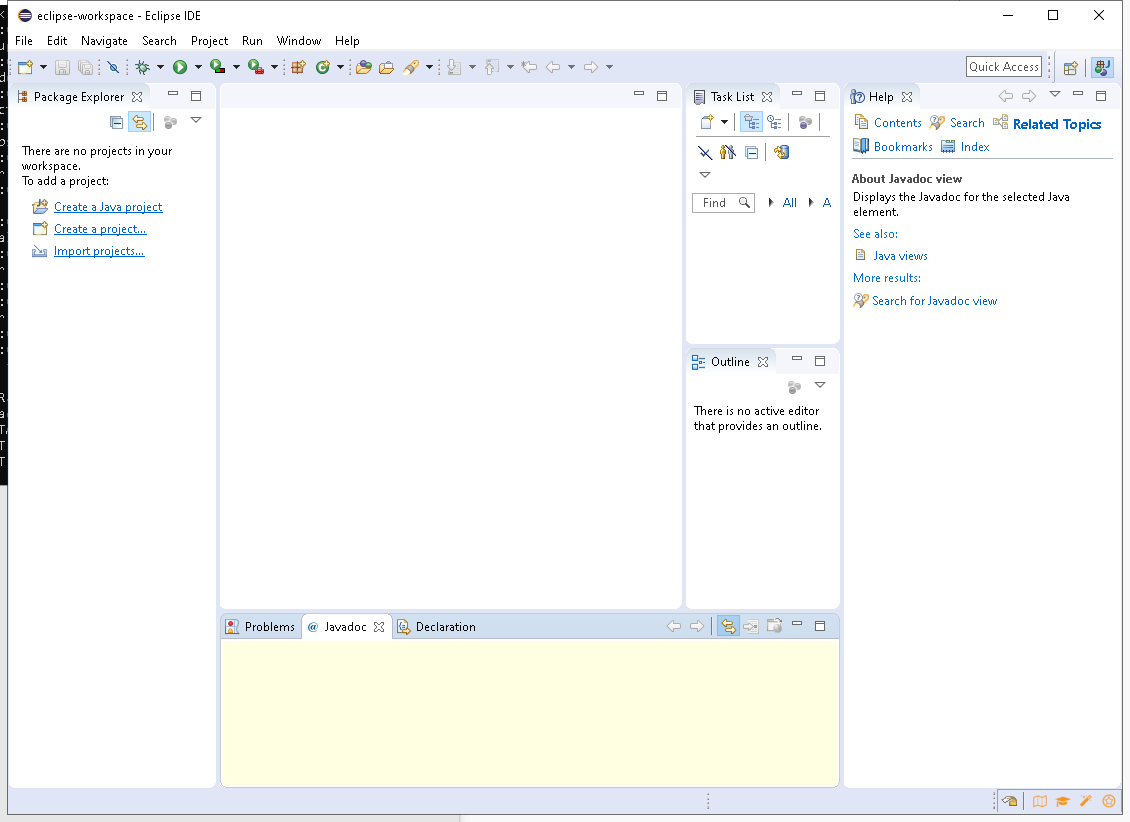 eclipse-workspace - Eclipse IDE
File Edit Navigate Search Project Run Window Help
Quick Access
Package Explorer
There are no projects in your
workspace.
To add a project:
Create a Java project
Create a project...
Import projects...
Task List
Find All A
Outline
There is no active editor
that provides an outline.
Help
Contents Search Related Topics
Bookmarks Index
About Javadoc view
Displays the Javadoc for the selected Java
element.
See also:
Java views
More results:
Search for Javadoc view
Problems @ Javadoc Declaration